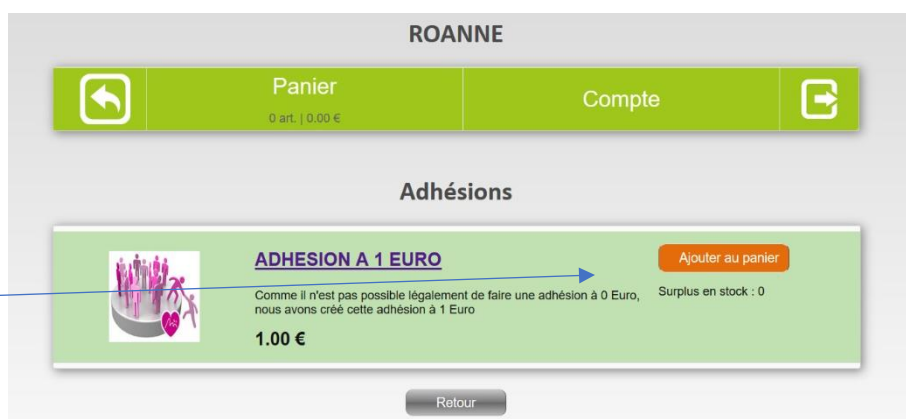 ROANNE
Panier
0 art. | 0.00 €
Compte
Adhésions
ADHESION A 1 EURO
Ajouter au panier
Comme il n'est pas possible légalement de faire une adhésion à 0 Euro,
nous avons créé cette adhésion à 1 Euro
Surplus en stock : 0
1.00 €
Retour